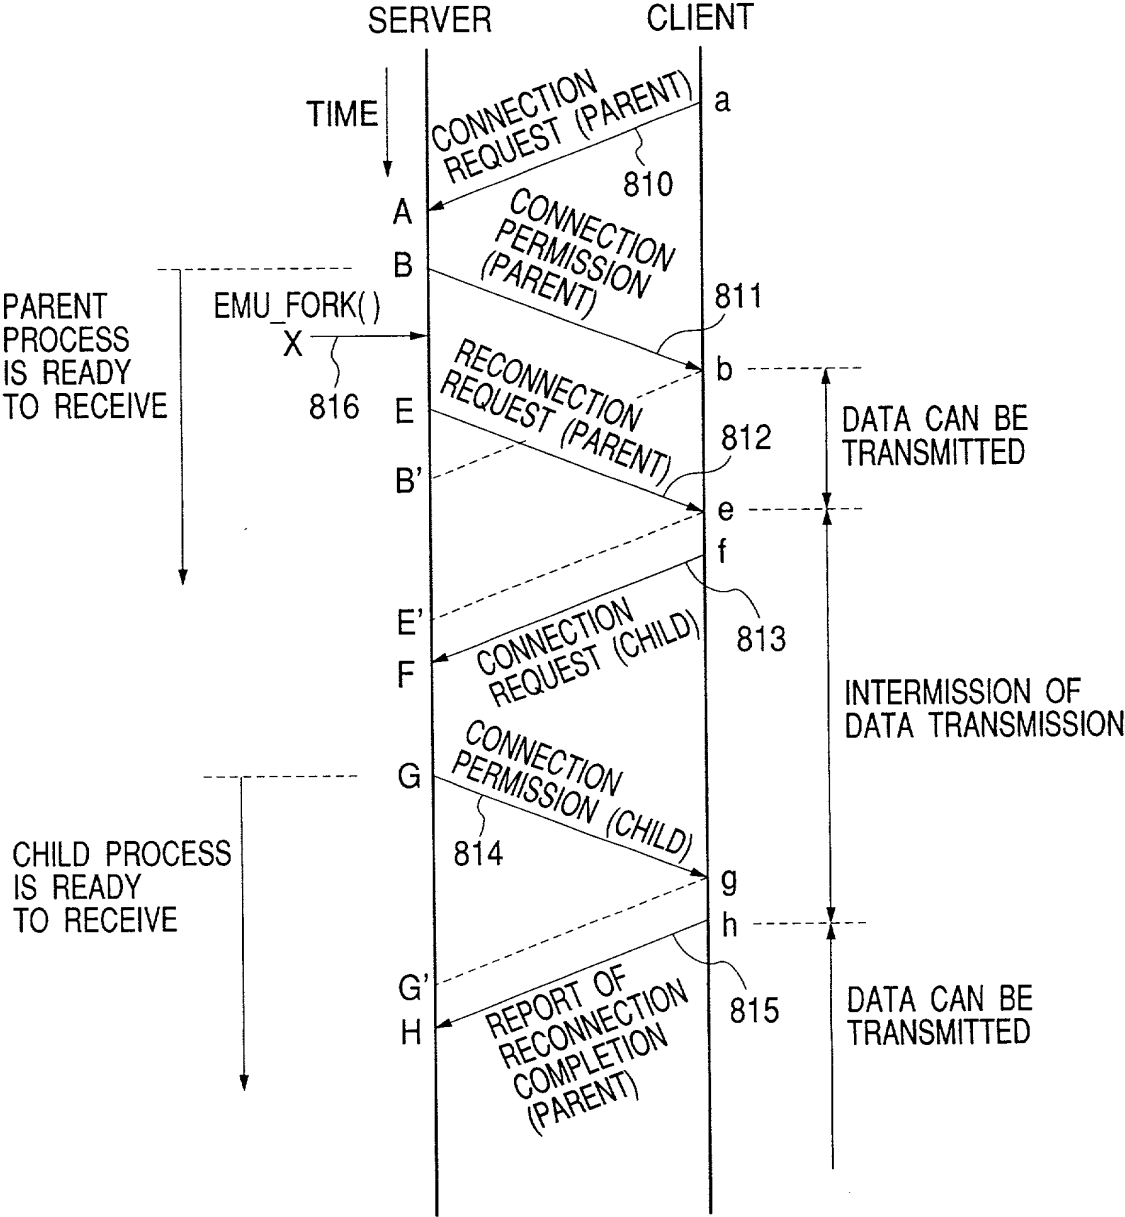 SERVER
CLIENT
TIME
CONNECTION
REQUEST (PARENT)
a
810
A
CONNECTION
PERMISSION
(PARENT)
B
811
PARENT
PROCESS
IS READY
TO RECEIVE
EMU_FORK()
X
816
b
RECONNECTION
REQUEST (PARENT)
E
812
DATA CAN BE
TRANSMITTED
B'
e
f
E'
813
CONNECTION
REQUEST (CHILD)
F
INTERMISSION OF
DATA TRANSMISSION
CONNECTION
PERMISSION (CHILD)
G
814
CHILD PROCESS
IS READY
TO RECEIVE
g
h
G'
815
H
REPORT OF
RECONNECTION
COMPLETION
(PARENT)
DATA CAN BE
TRANSMITTED